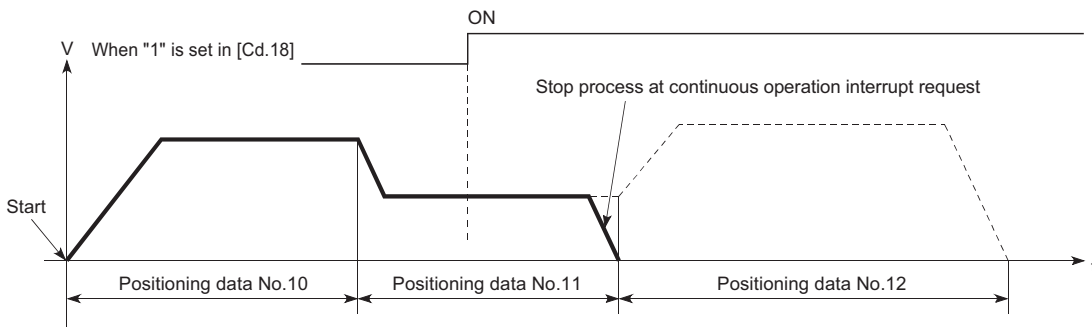 ON
V When "1" is set in [Cd.18]
Stop process at continuous operation interrupt request
Start
Positioning data No.10
Positioning data No.11
Positioning data No.12